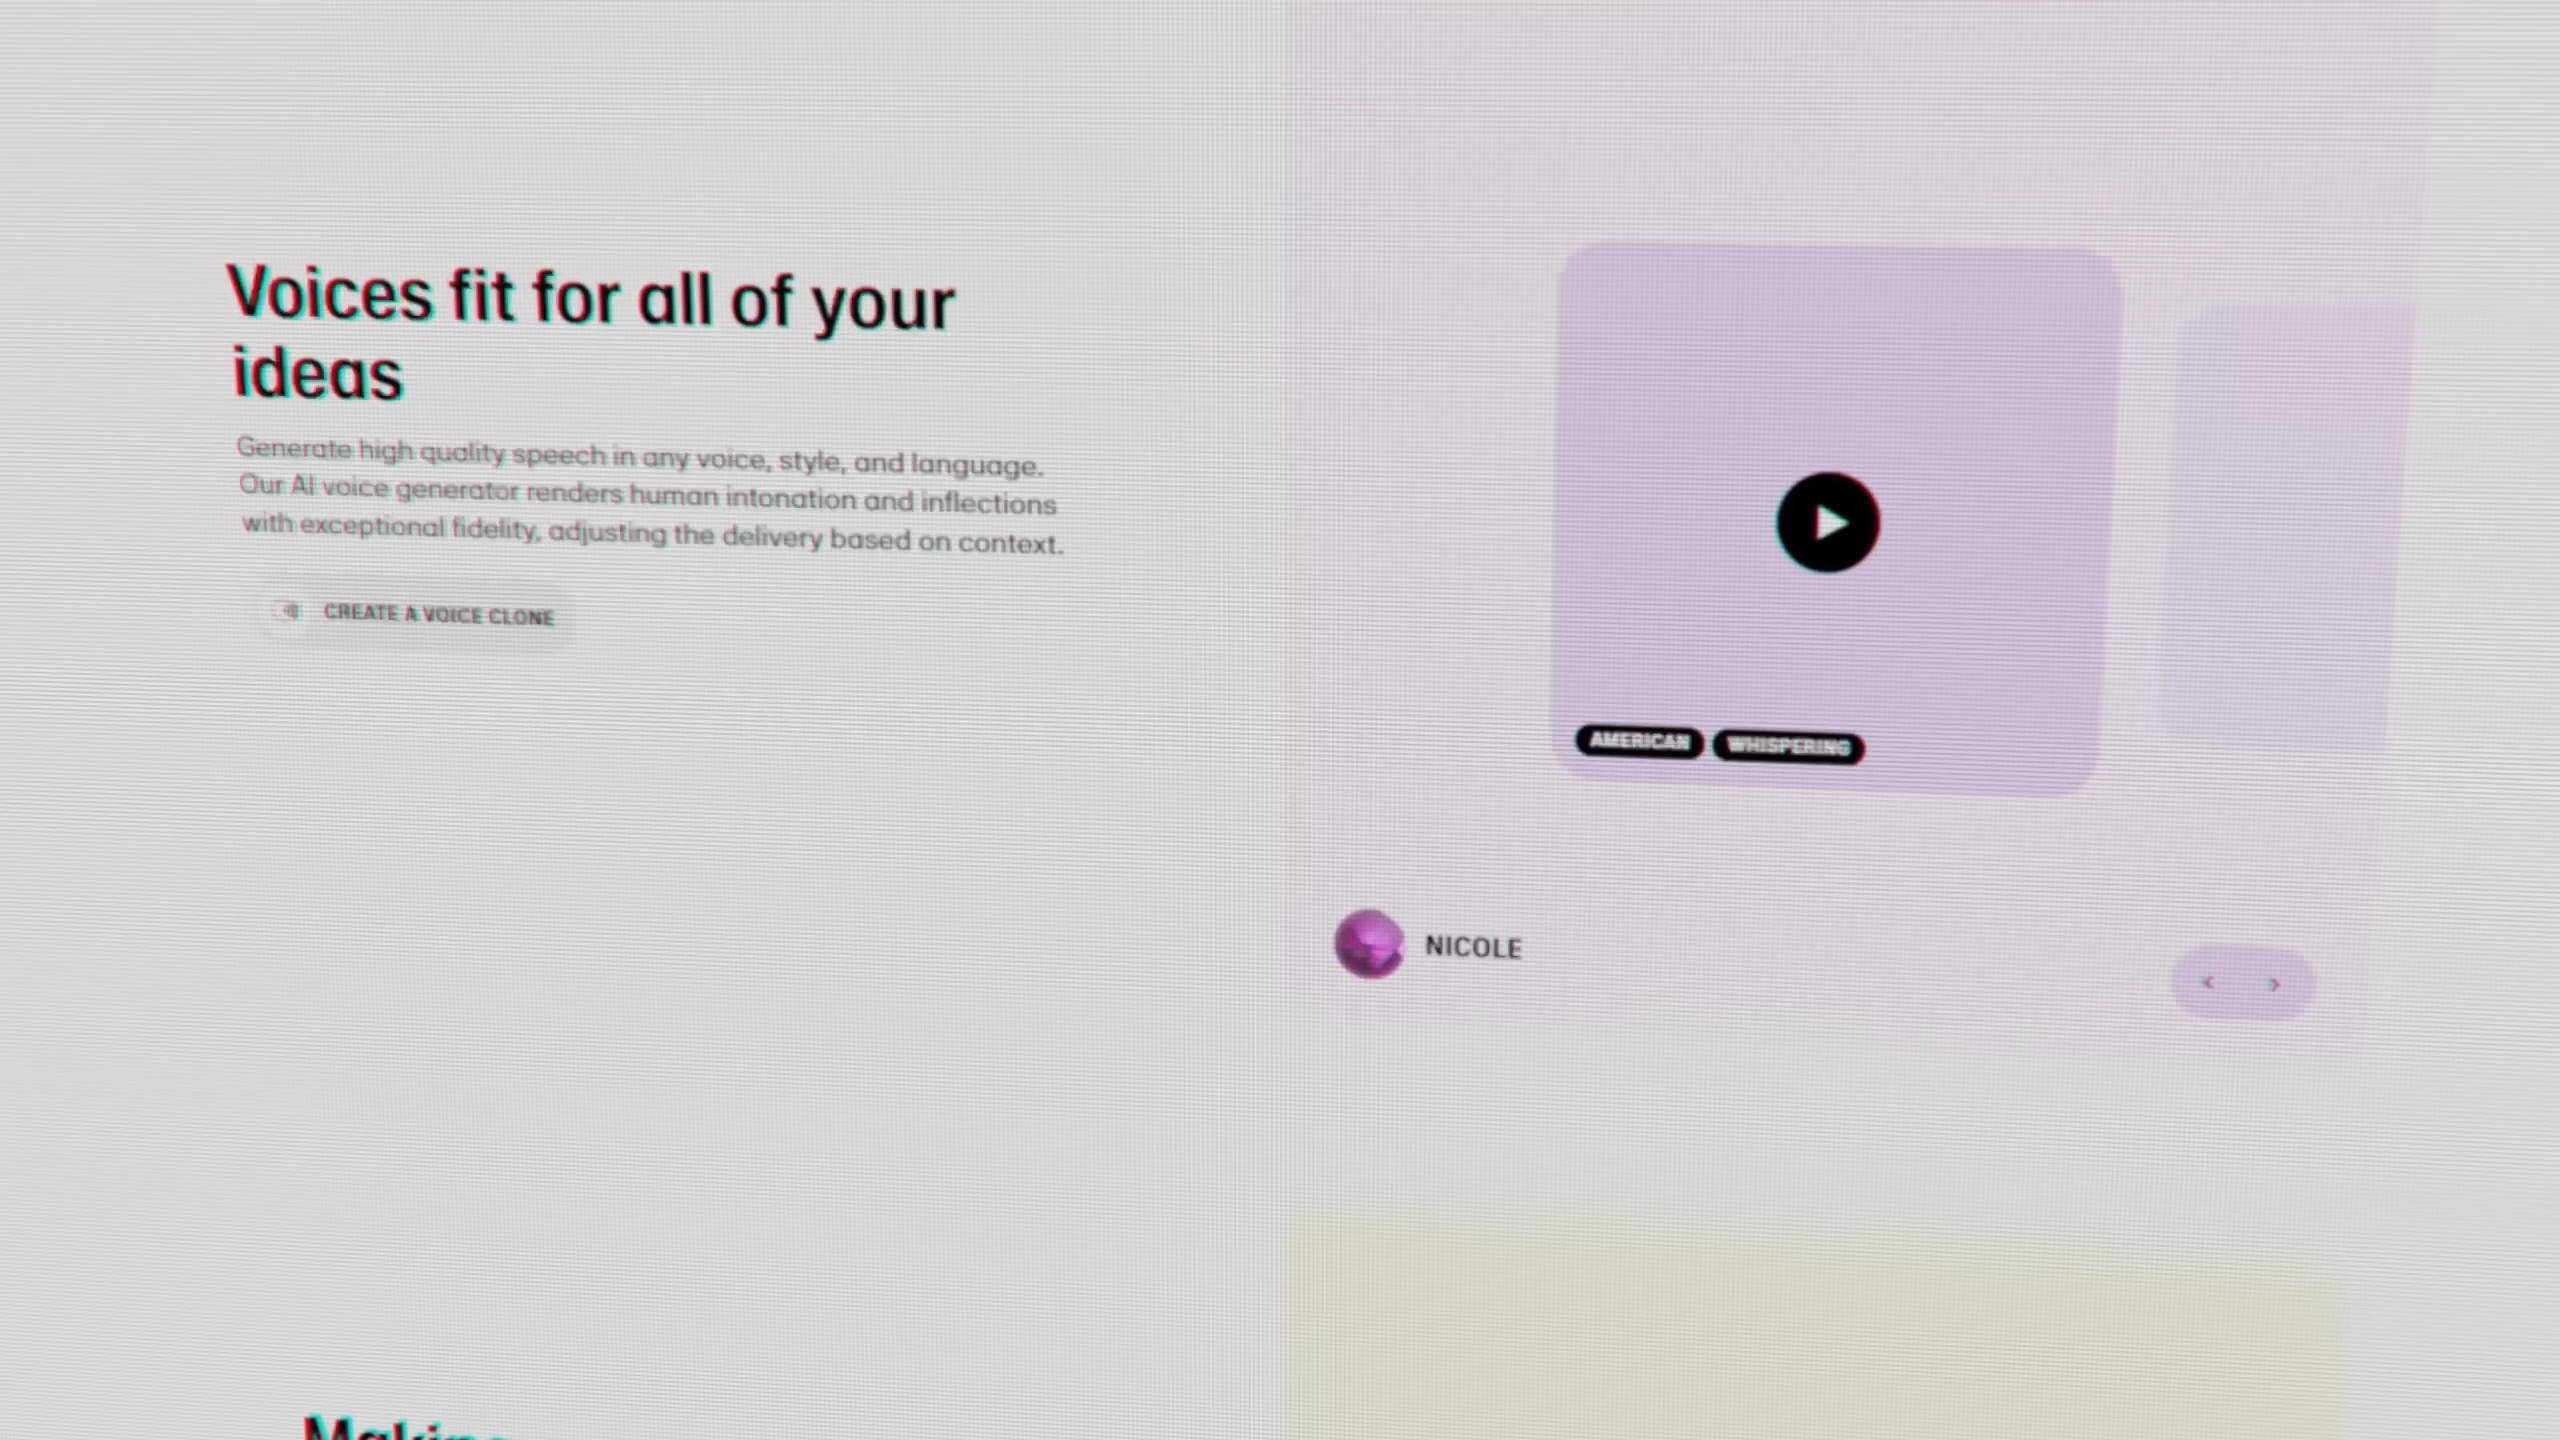 Voices fit for all of your
ideas
Generate high quality speech in any voice, style, and language.
Our AI voice generator renders human intonation and inflections
with exceptional fidelity, adjusting the delivery based on context.
CREATE A VOICE CLONE
AMERICAN WHISPERING
NICOLE
Making